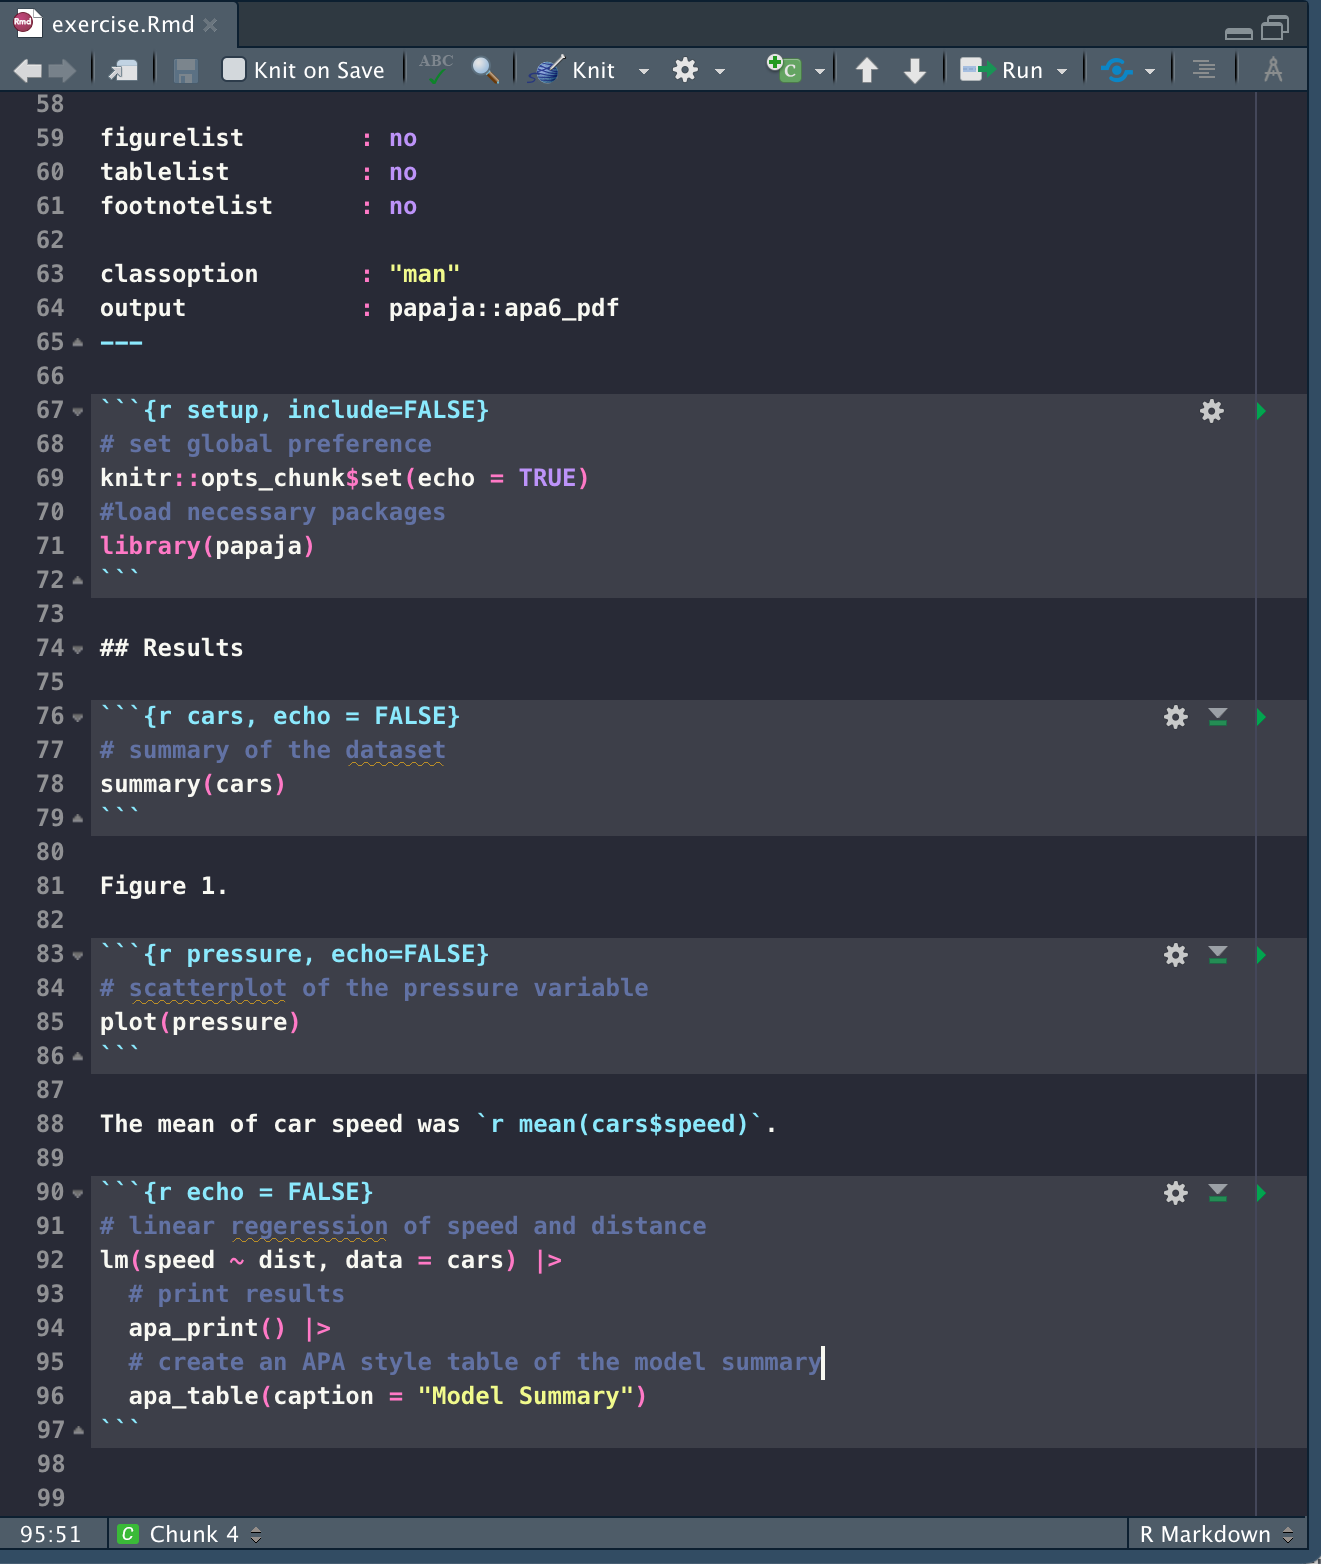 exercise.Rmd
Knit on Save ABC Knit Run
58
59 figurelist : no
60 tablelist : no
61 footnotelist : no
62
63 classoption : "man"
64 output : papaja::apa6_pdf
65 ---
66
67 ```{r setup, include=FALSE}
68 # set global preference
69 knitr::opts_chunk$set(echo = TRUE)
70 #load necessary packages
71 library(papaja)
72 ```
73
74 ## Results
75
76 ```{r cars, echo = FALSE}
77 # summary of the dataset
78 summary(cars)
79 ```
80
81 Figure 1.
82
83 ```{r pressure, echo=FALSE}
84 # scatterplot of the pressure variable
85 plot(pressure)
86 ```
87
88 The mean of car speed was `r mean(cars$speed)`.
89
90 ```{r echo = FALSE}
91 # linear regeression of speed and distance
92 lm(speed ~ dist, data = cars) |>
93   # print results
94   apa_print() |>
95   # create an APA style table of the model summary
96   apa_table(caption = "Model Summary")
97 ```
98
99
95:51 C Chunk 4 R Markdown